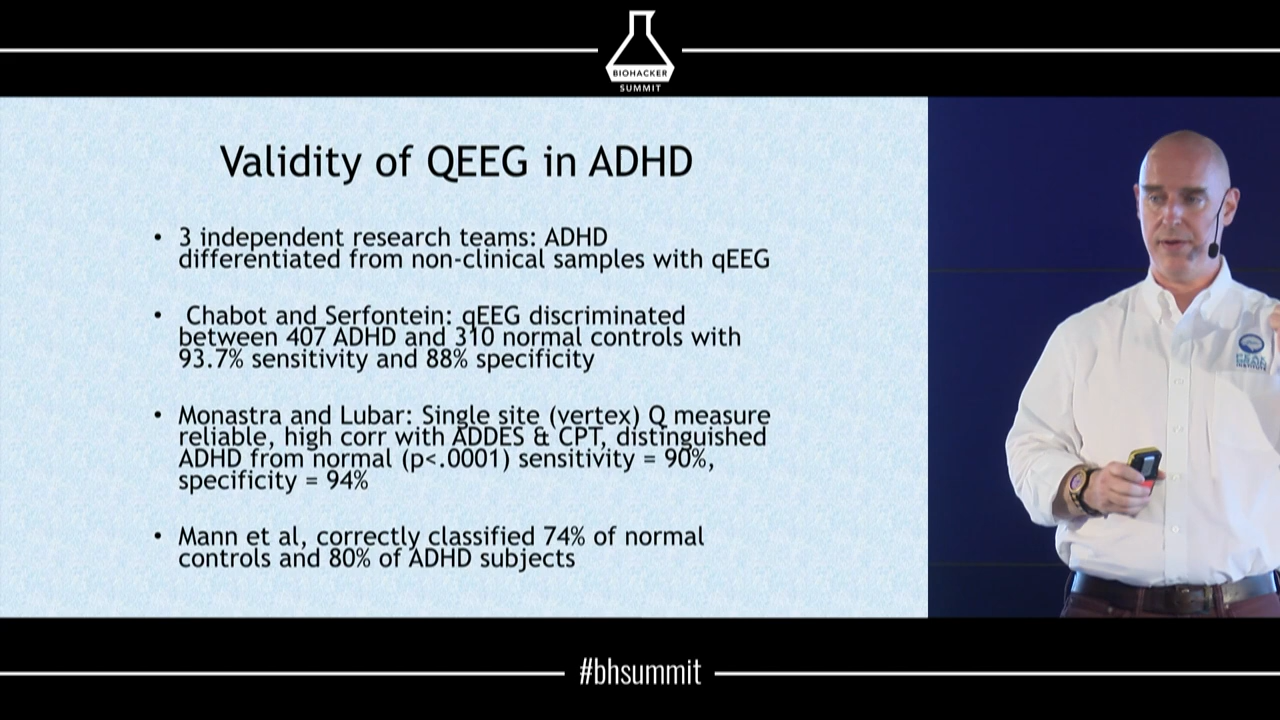 BIOHACKER
SUMMIT
Validity of QEEG in ADHD
• 3 independent research teams: ADHD
differentiated from non-clinical samples with qEEG
• Chabot and Serfontein: qEEG discriminated
between 407 ADHD and 310 normal controls with
93.7% sensitivity and 88% specificity
• Monastra and Lubar: Single site (vertex) Q measure
reliable, high corr with ADDES & CPT, distinguished
ADHD from normal (p<.0001) sensitivity = 90%,
specificity = 94%
• Mann et al, correctly classified 74% of normal
controls and 80% of ADHD subjects
#bhsummit